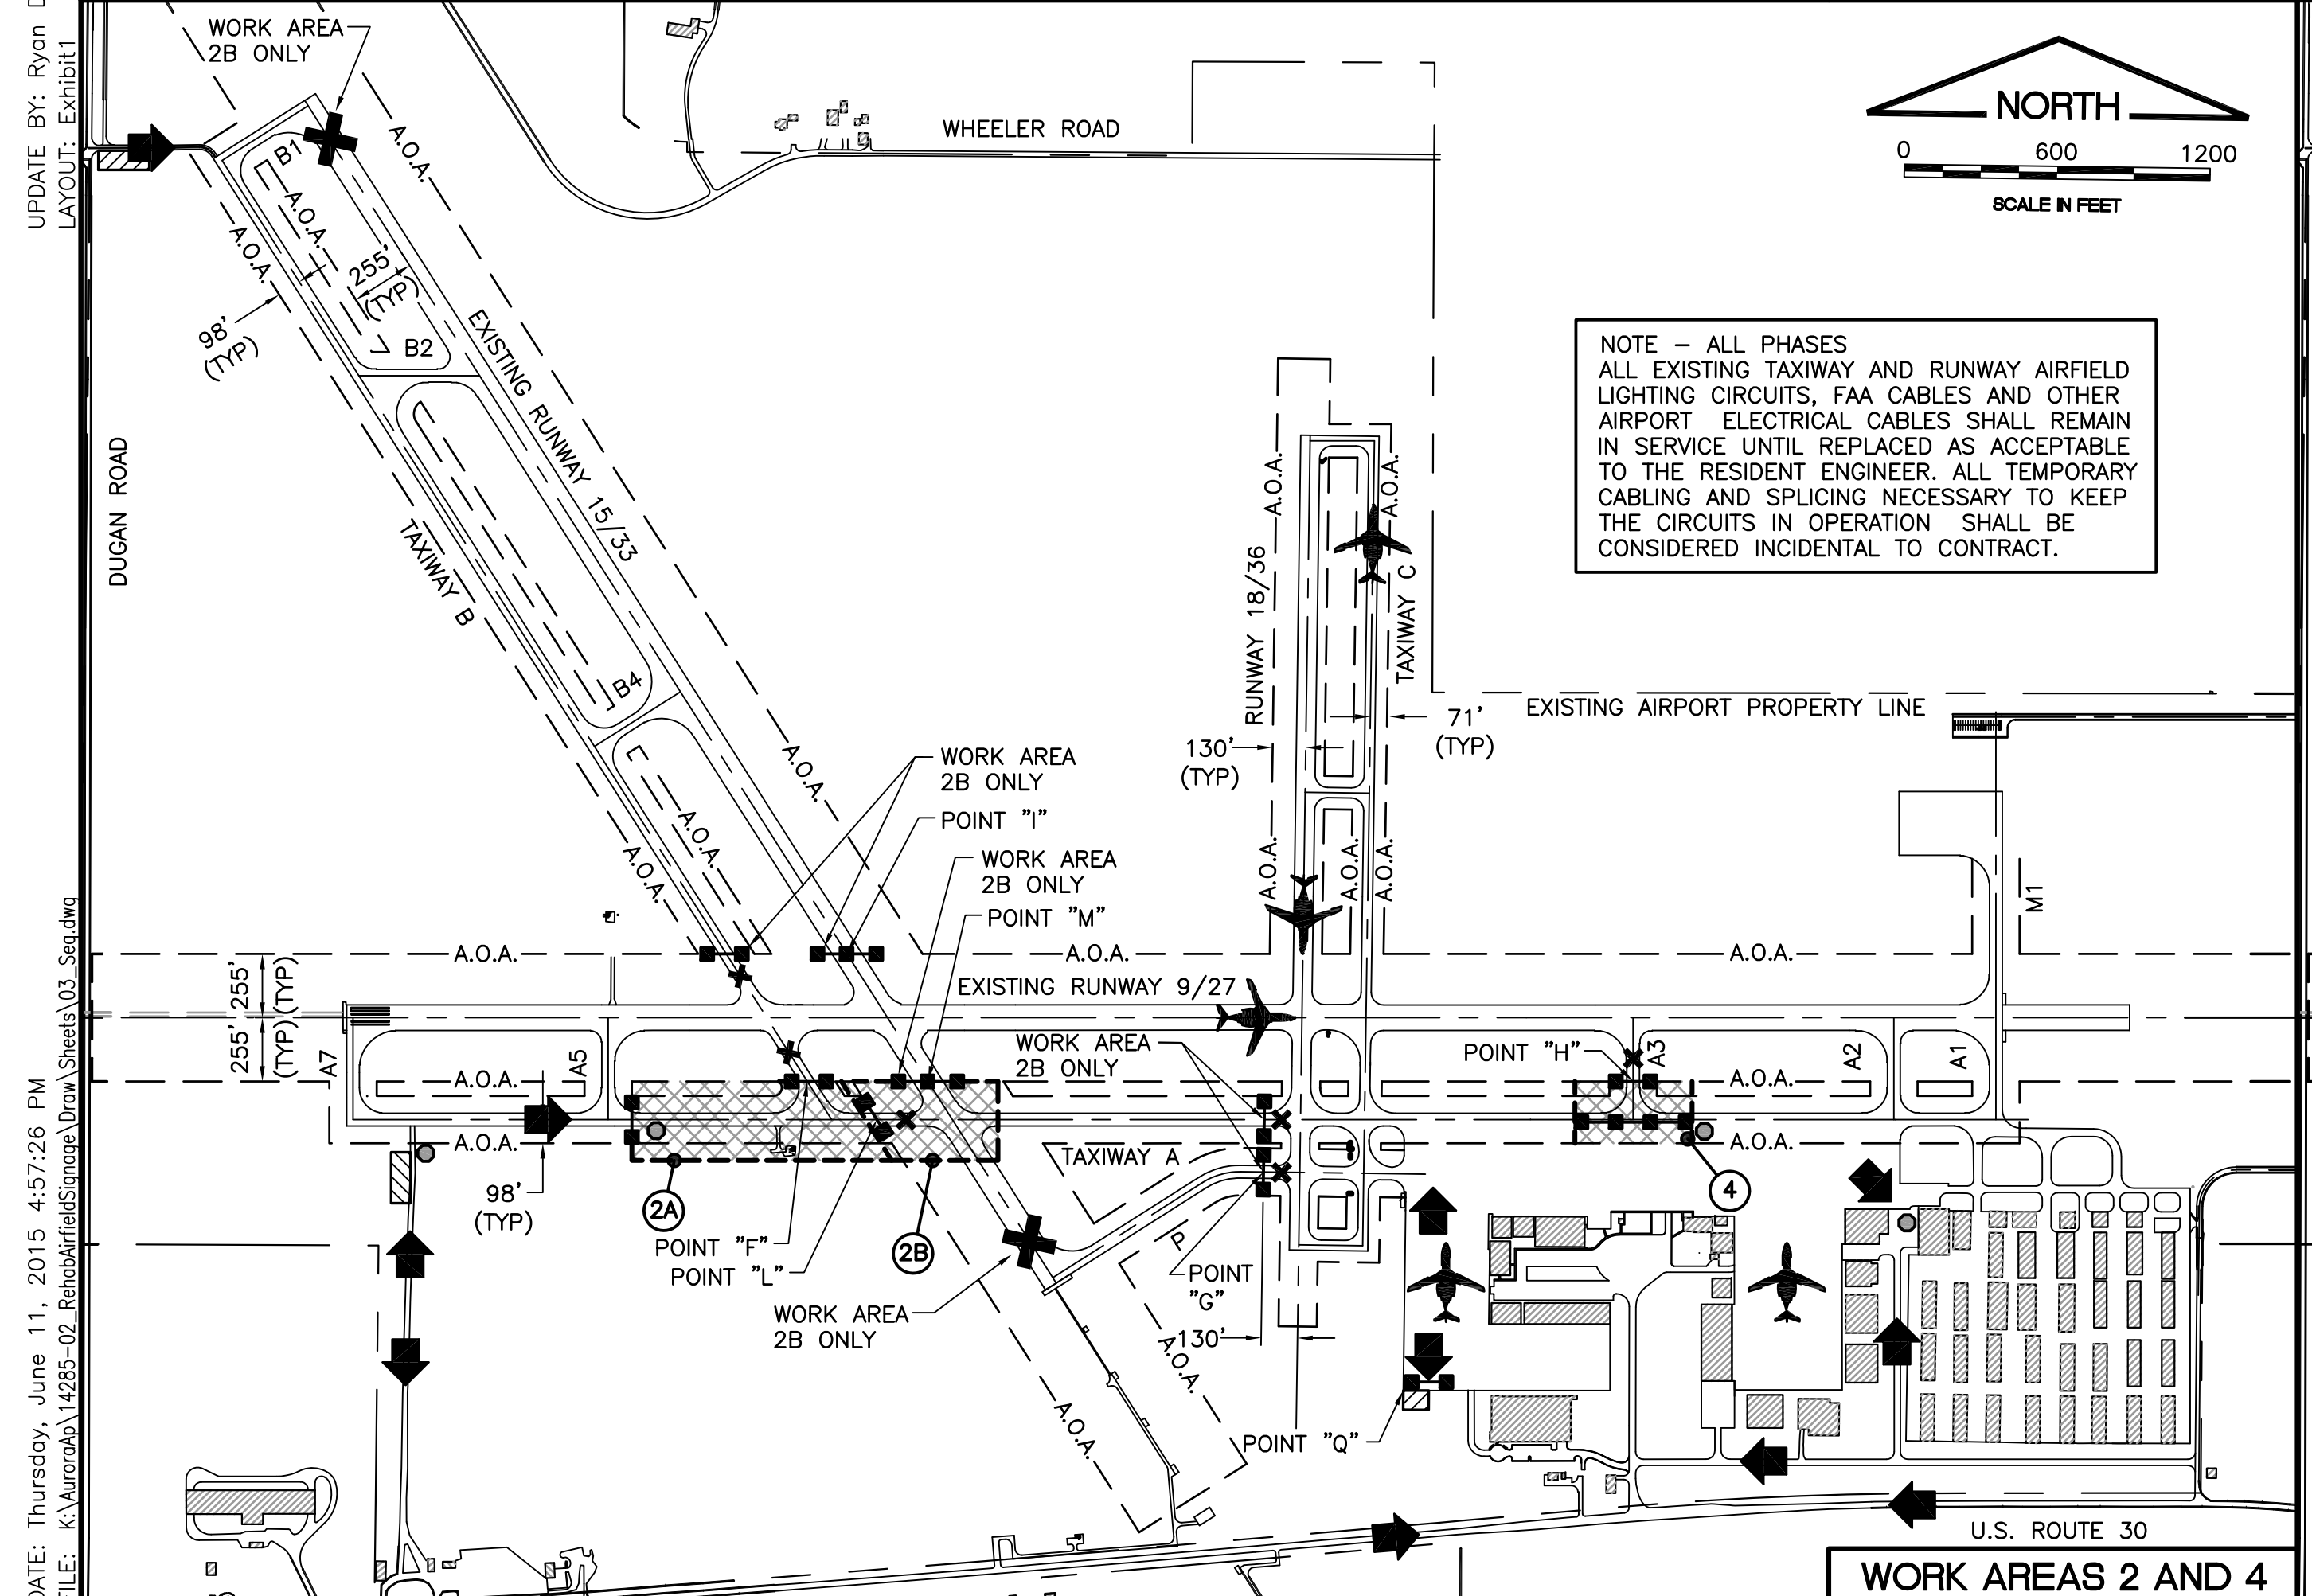 UPDATE BY: Ryan
LAYOUT: Exhibit1
DATE: Thursday, June 11, 2015 4:57:26 PM
FILE: K:\AuroraAp\14285-02_RehabAirfieldSignage\Draw\Sheets\03_Seq.dwg
WORK AREA
2B ONLY
A.O.A.
WHEELER ROAD
NORTH
0 600 1200
SCALE IN FEET
B1
A.O.A.
A.O.A.
255'
(TYP)
98'
(TYP)
B2
EXISTING RUNWAY 15/33
NOTE – ALL PHASES
ALL EXISTING TAXIWAY AND RUNWAY AIRFIELD
LIGHTING CIRCUITS, FAA CABLES AND OTHER
AIRPORT ELECTRICAL CABLES SHALL REMAIN
IN SERVICE UNTIL REPLACED AS ACCEPTABLE
TO THE RESIDENT ENGINEER. ALL TEMPORARY
CABLING AND SPLICING NECESSARY TO KEEP
THE CIRCUITS IN OPERATION SHALL BE
CONSIDERED INCIDENTAL TO CONTRACT.
DUGAN ROAD
TAXIWAY B
B4
A.O.A.
A.O.A.
RUNWAY 18/36
TAXIWAY C
71'
(TYP)
EXISTING AIRPORT PROPERTY LINE
130'
(TYP)
A.O.A.
WORK AREA
2B ONLY
POINT "I"
A.O.A.
A.O.A.
WORK AREA
2B ONLY
POINT "M"
A.O.A.
A.O.A.
A.O.A.
M1
A.O.A.
A.O.A.
A.O.A.
255'
(TYP)
255'
(TYP)
EXISTING RUNWAY 9/27
WORK AREA
2B ONLY
POINT "H"
A3
A2
A1
A7
A5
A.O.A.
A.O.A.
A.O.A.
A.O.A.
TAXIWAY A
98'
(TYP)
2A
2B
4
POINT "F"
POINT "L"
P
POINT
"G"
WORK AREA
2B ONLY
130'
A.O.A.
A.O.A.
POINT "Q"
U.S. ROUTE 30
WORK AREAS 2 AND 4